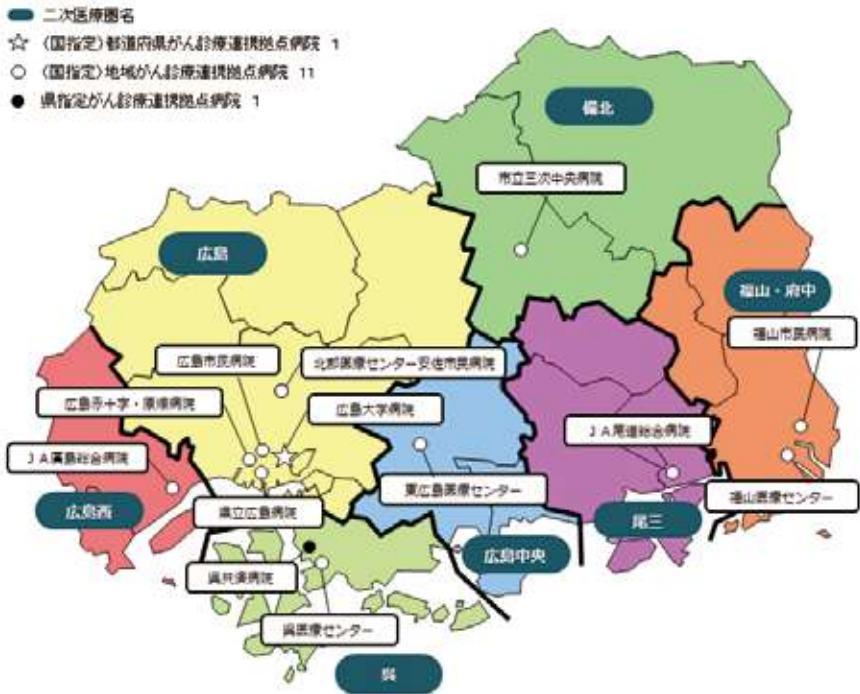 二次医療圏名
(国指定)都道府県がん診療連携拠点病院 1
(国指定)地域がん診療連携拠点病院 11
県指定がん診療連携拠点病院 1
備北
市立三次中央病院
広島
福山・府中
福山市民病院
広島市民病院
北部医療センター安佐市民病院
広島赤十字・原爆病院
広島大学病院
JA尾道総合病院
JA廣島総合病院
東広島医療センター
福山医療センター
広島西
県立広島病院
尾三
広島中央
呉共済病院
呉医療センター
呉